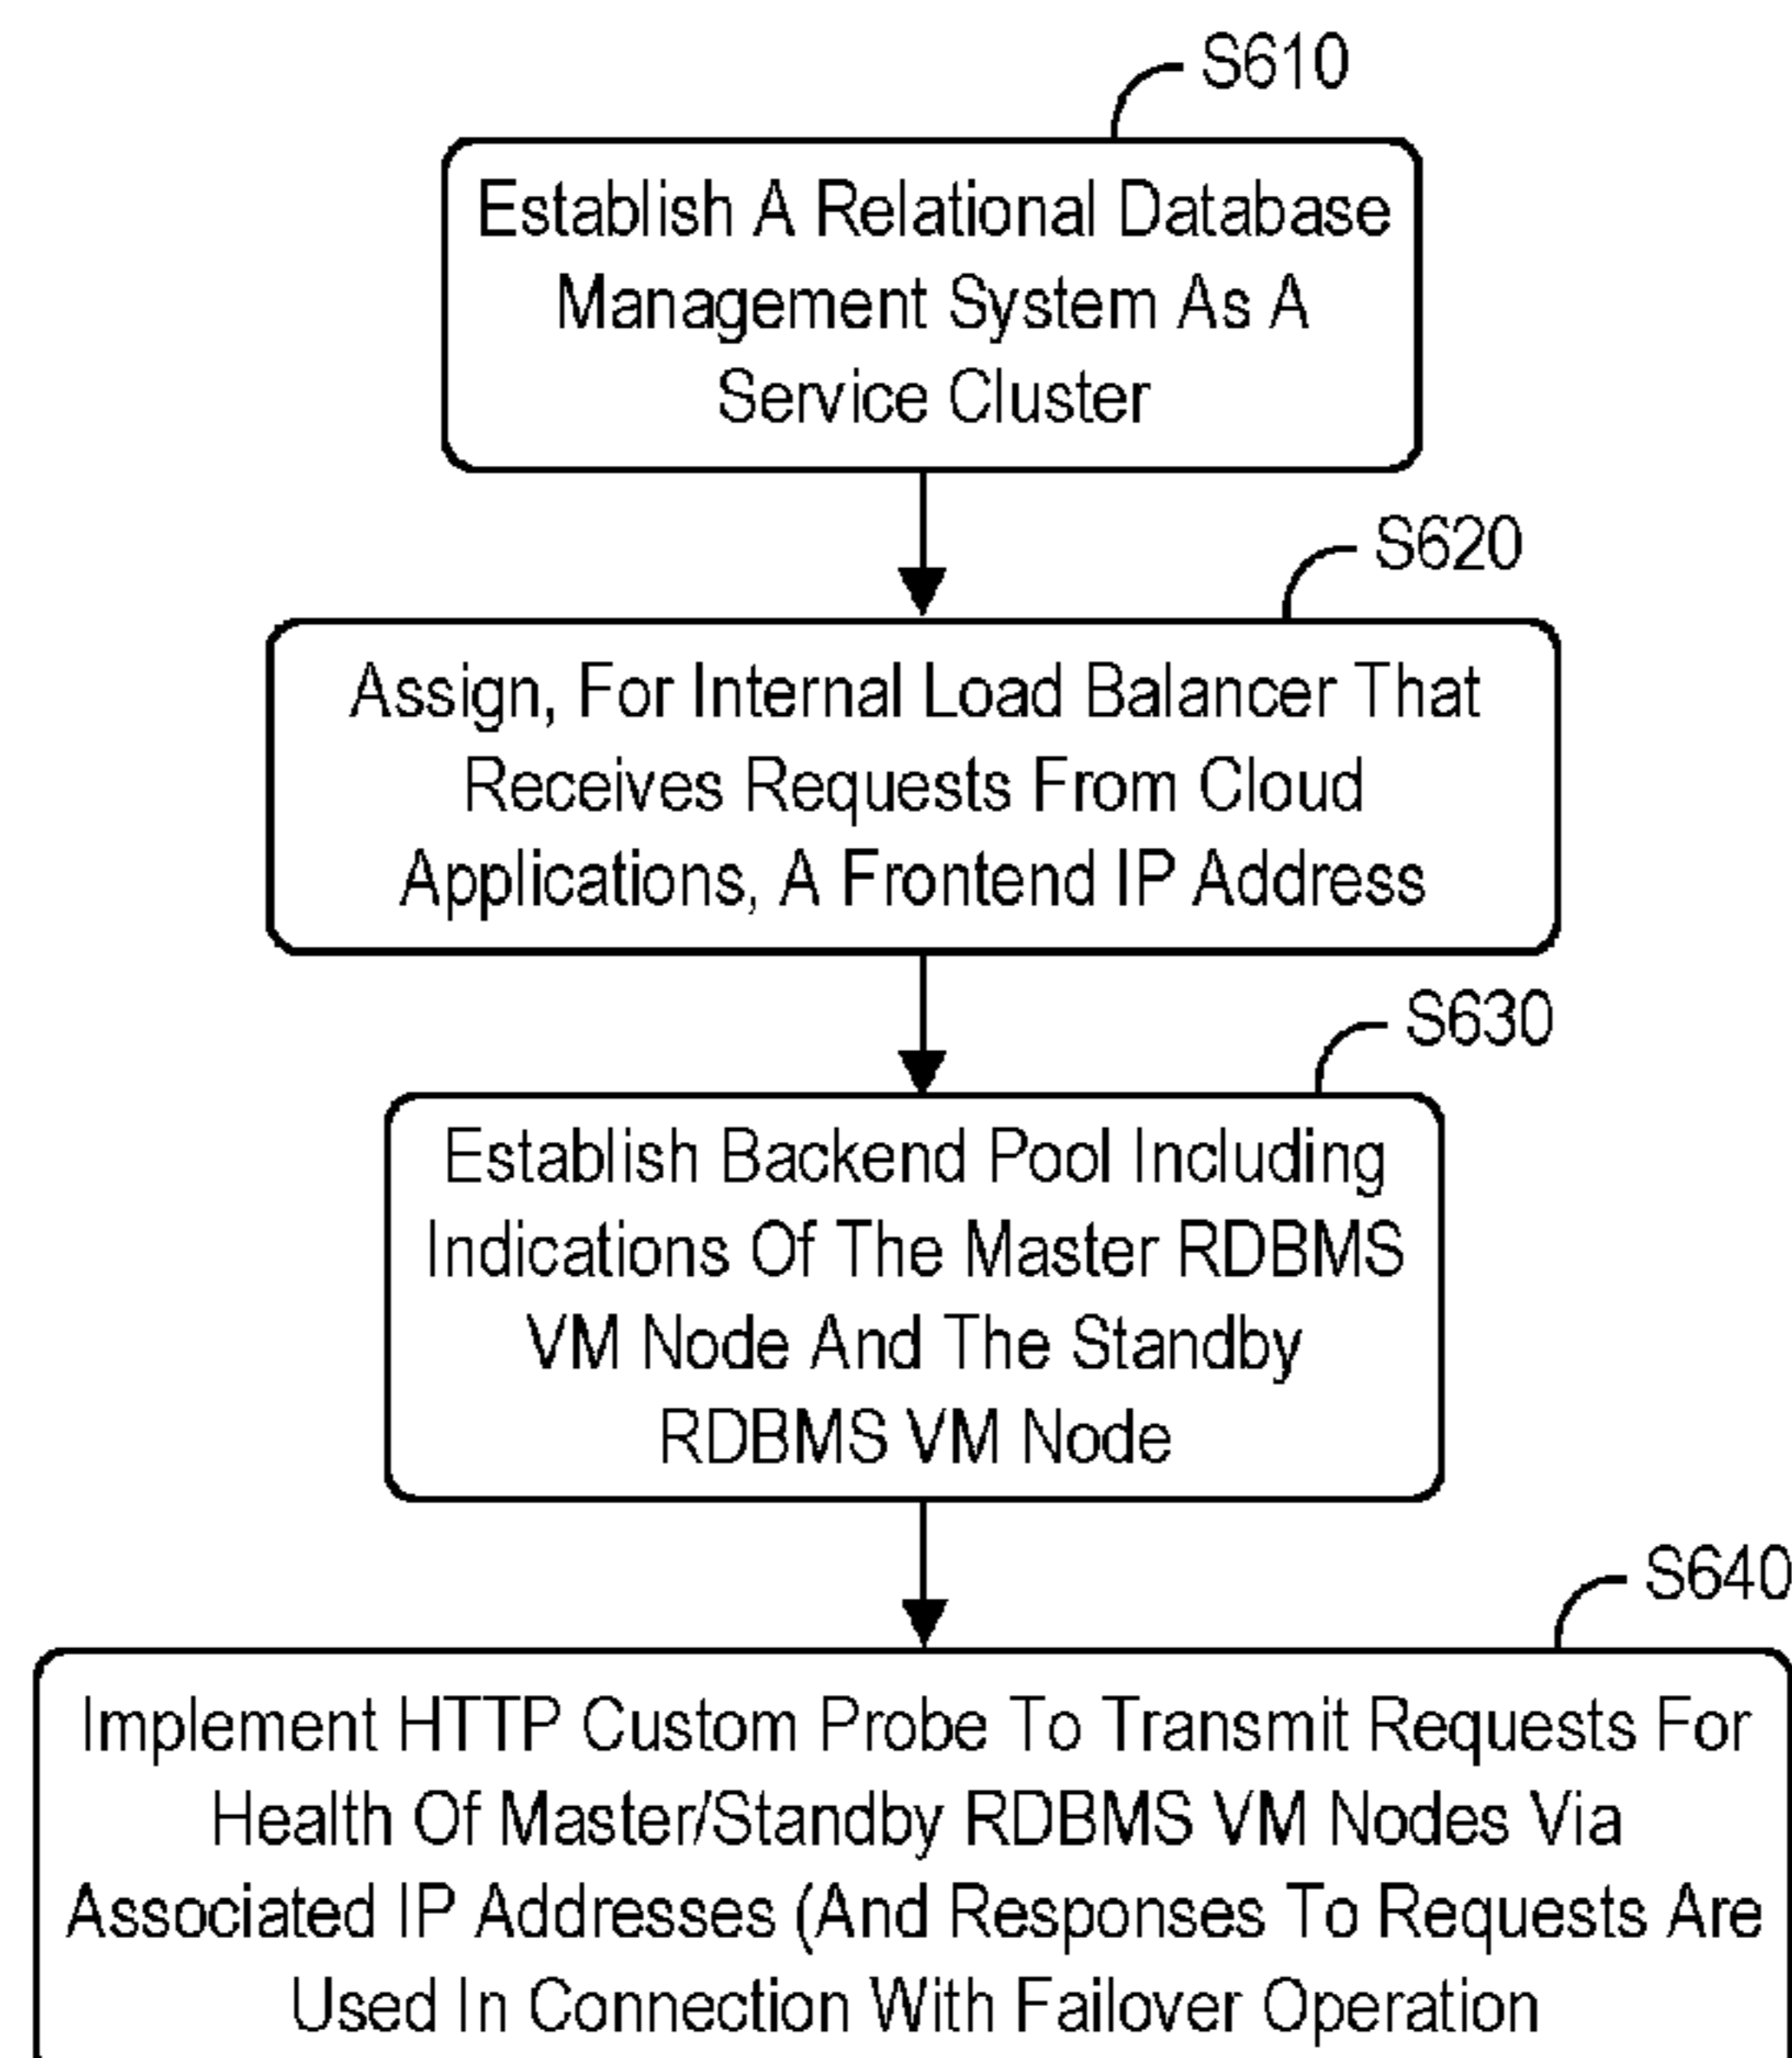 S610
Establish A Relational Database
Management System As A
Service Cluster
S620
Assign, For Internal Load Balancer That
Receives Requests From Cloud
Applications, A Frontend IP Address
S630
Establish Backend Pool Including
Indications Of The Master RDBMS
VM Node And The Standby
RDBMS VM Node
S640
Implement HTTP Custom Probe To Transmit Requests For
Health Of Master/Standby RDBMS VM Nodes Via
Associated IP Addresses (And Responses To Requests Are
Used In Connection With Failover Operation